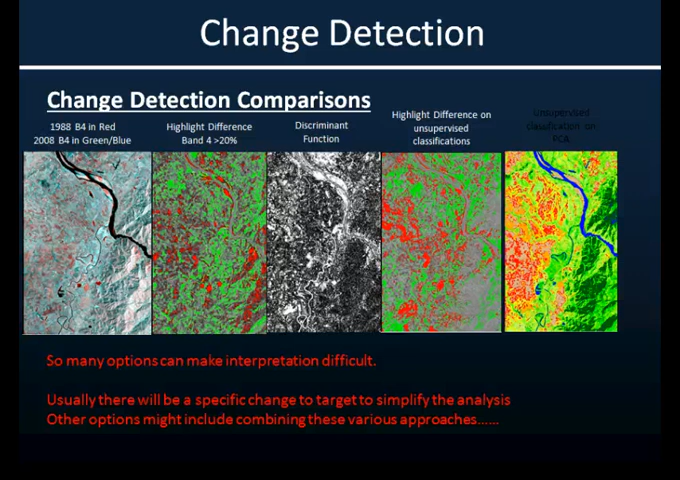 Change Detection
Change Detection Comparisons
1988 B4 in Red
2008 B4 in Green/Blue
Highlight Difference
Band 4 >20%
Discriminant
Function
Highlight Difference on
unsupervised
classifications
Unsupervised
classification on
PCA
So many options can make interpretation difficult.
Usually there will be a specific change to target to simplify the analysis
Other options might include combining these various approaches......